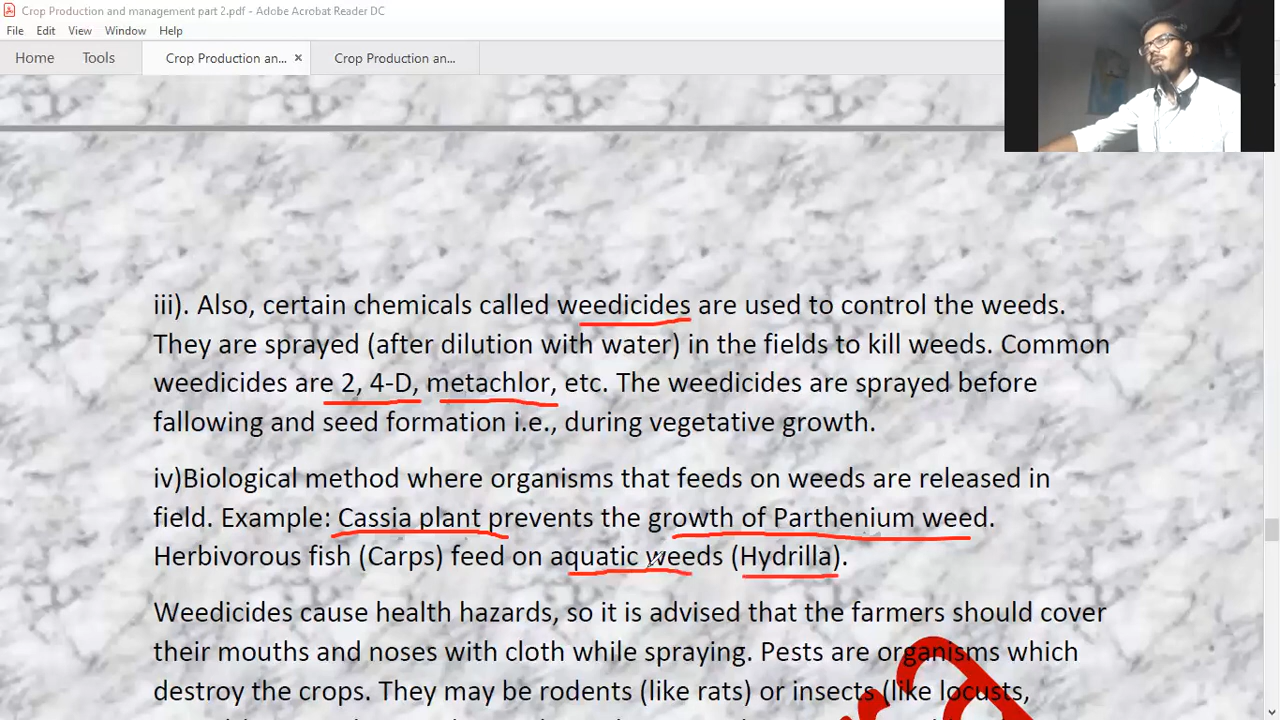 Crop Production and management part 2.pdf - Adobe Acrobat Reader DC
File Edit View Window Help
Home Tools Crop Production an... × Crop Production an...
iii). Also, certain chemicals called weedicides are used to control the weeds.
They are sprayed (after dilution with water) in the fields to kill weeds. Common
weedicides are 2, 4-D, metachlor, etc. The weedicides are sprayed before
fallowing and seed formation i.e., during vegetative growth.
iv)Biological method where organisms that feeds on weeds are released in
field. Example: Cassia plant prevents the growth of Parthenium weed.
Herbivorous fish (Carps) feed on aquatic weeds (Hydrilla).
Weedicides cause health hazards, so it is advised that the farmers should cover
their mouths and noses with cloth while spraying. Pests are organisms which
destroy the crops. They may be rodents (like rats) or insects (like locusts,